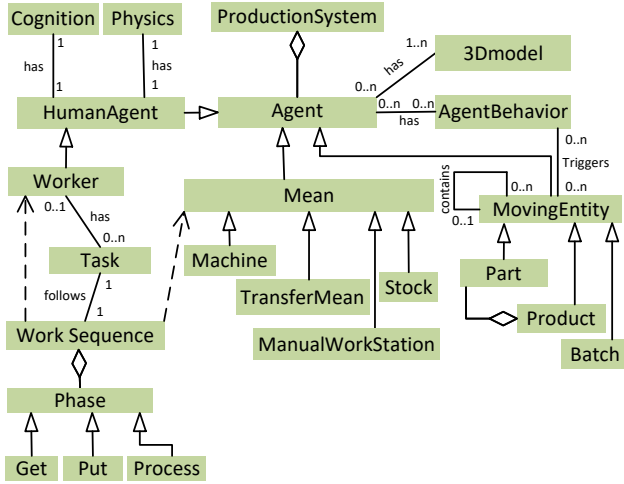 Cognition
Physics
ProductionSystem
1
1
1..n
3Dmodel
has
has
has
1
1
0..n
HumanAgent
Agent
0..n
0..n
AgentBehavior
has
0..n
Triggers
Worker
Mean
contains
0..n
0..n
0..1
MovingEntity
0..1
has
0..n
Task
Machine
Part
follows
1
1
TransferMean
Stock
Product
Work Sequence
ManualWorkStation
Batch
Phase
Get
Put
Process